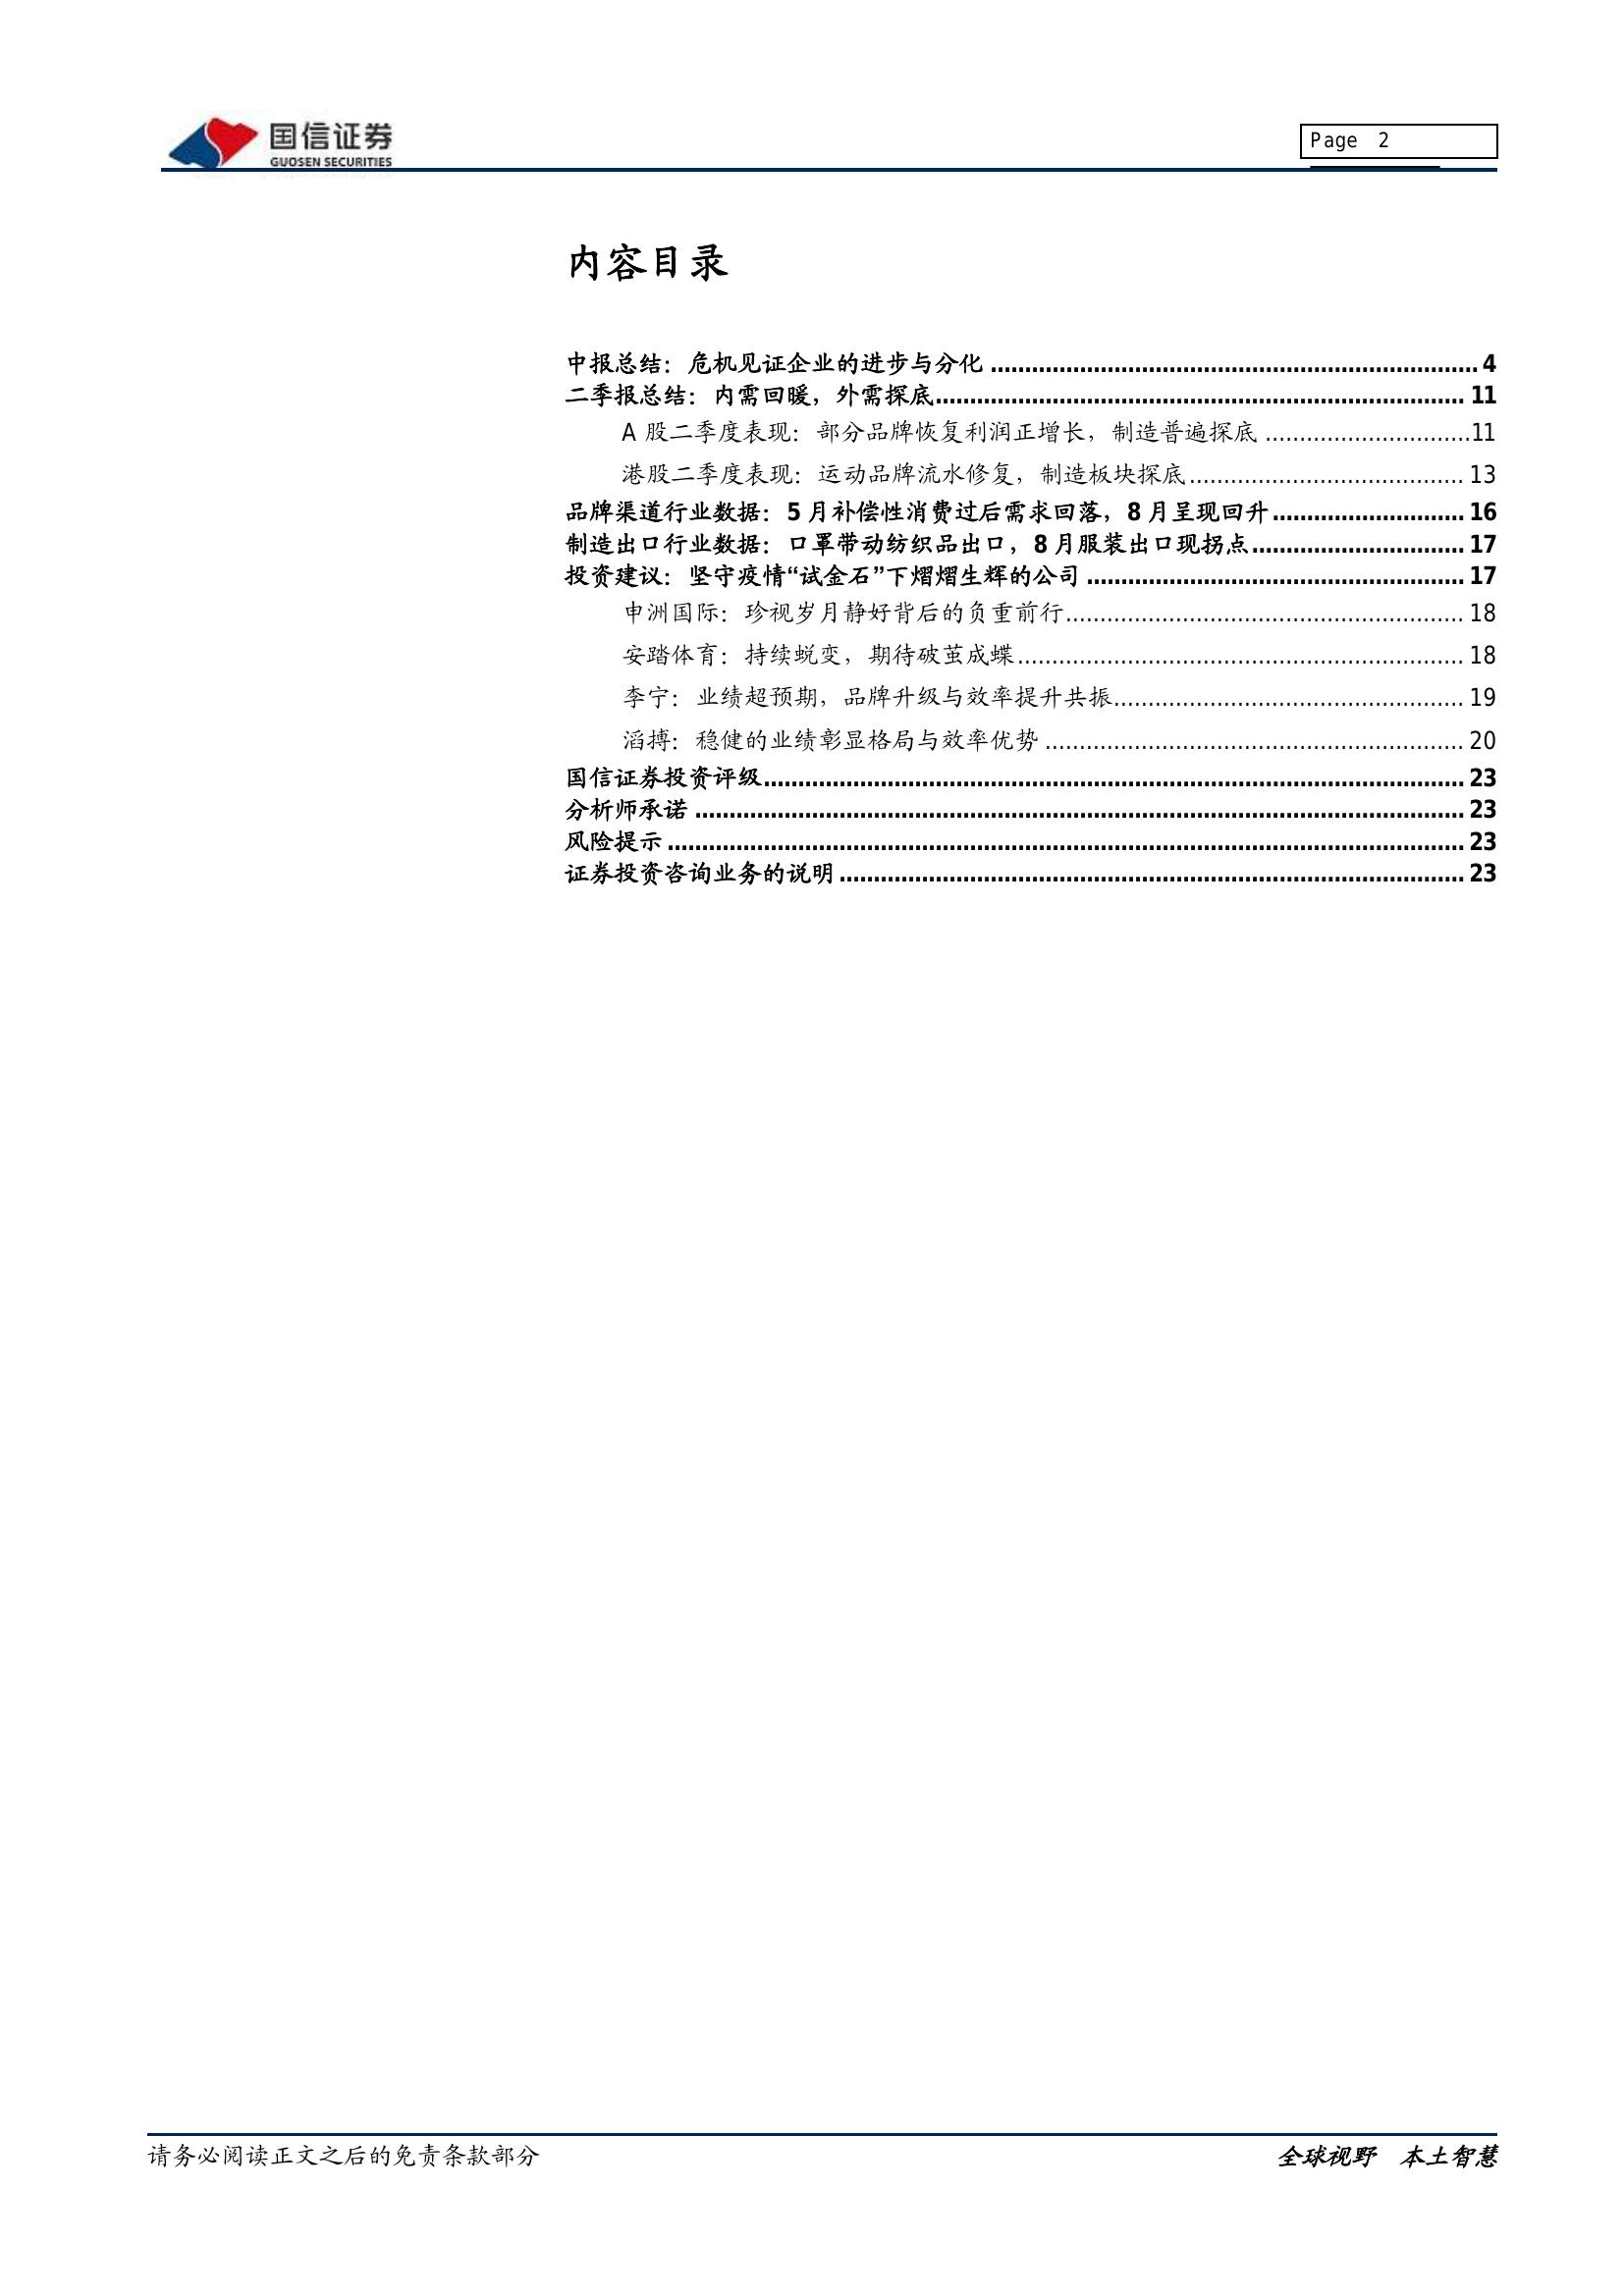 国信证券
GUOSEN SECURITIES
Page 2
内容目录
中报总结：危机见证企业的进步与分化 ........................................................................ 4
二季报总结：内需回暖，外需探底............................................................................. 11
A 股二季度表现：部分品牌恢复利润正增长，制造普遍探底 ..............................11
港股二季度表现：运动品牌流水修复，制造板块探底........................................ 13
品牌渠道行业数据：5 月补偿性消费过后需求回落，8 月呈现回升............................ 16
制造出口行业数据：口罩带动纺织品出口，8 月服装出口现拐点............................... 17
投资建议：坚守疫情“试金石”下熠熠生辉的公司 ....................................................... 17
申洲国际：珍视岁月静好背后的负重前行.......................................................... 18
安踏体育：持续蜕变，期待破茧成蝶................................................................. 18
李宁：业绩超预期，品牌升级与效率提升共振................................................... 19
滔搏：稳健的业绩彰显格局与效率优势 ............................................................. 20
国信证券投资评级...................................................................................................... 23
分析师承诺 ................................................................................................................ 23
风险提示 .................................................................................................................... 23
证券投资咨询业务的说明 ........................................................................................... 23
请务必阅读正文之后的免责条款部分
全球视野 本土智慧